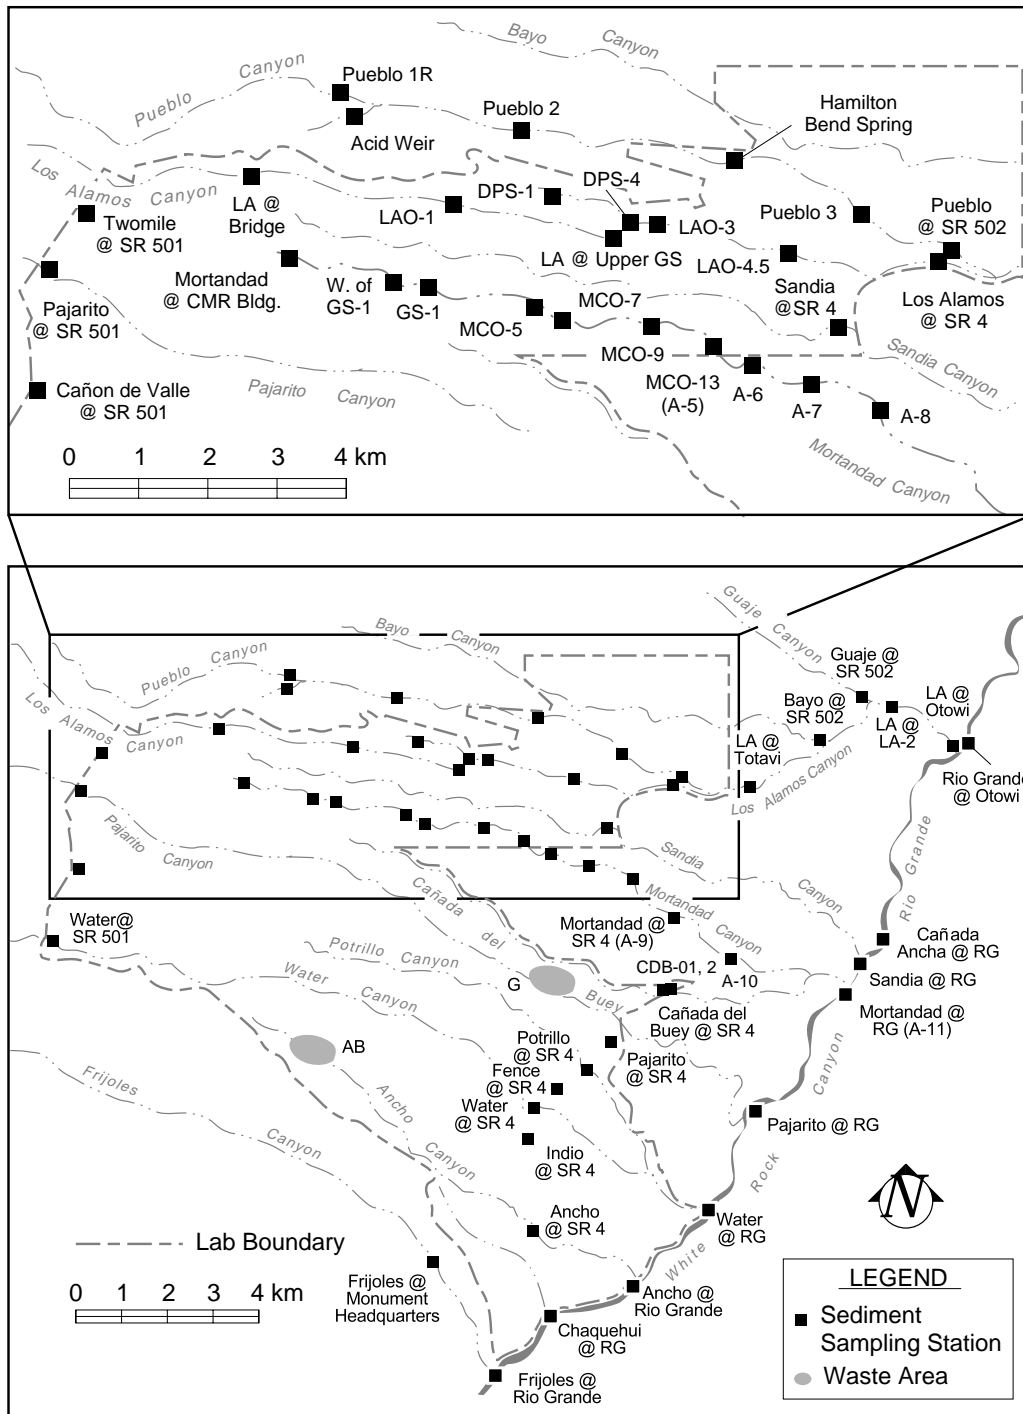 Bayo Canyon
Pueblo Canyon
Pueblo 1R
Acid Weir
Pueblo 2
Hamilton
Bend Spring
Los Alamos Canyon
Twomile
@ SR 501
LA @
Bridge
LAO-1
DPS-1
DPS-4
LAO-3
LA @ Upper GS
Pueblo 3
LAO-4.5
Pueblo
@ SR 502
Los Alamos
@ SR 4
Sandia
@SR 4
Pajarito
@ SR 501
Mortandad
@ CMR Bldg.
W. of
GS-1
GS-1
MCO-5
MCO-7
MCO-9
MCO-13
(A-5)
A-6
A-7
A-8
Sandia Canyon
Mortandad Canyon
Cañon de Valle
@ SR 501
Pajarito Canyon
0 1 2 3 4 km
Guaje Canyon
Bayo Canyon
Pueblo Canyon
Los Alamos Canyon
Guaje @
SR 502
Bayo @
SR 502
LA @
Otowi
LA @
LA-2
LA @
Totavi
Los Alamos Canyon
Rio Grande
@ Otowi
Rio Grande
Pajarito Canyon
Sandia Canyon
Mortandad Canyon
Cañada del Buey
Water@
SR 501
Mortandad @
SR 4 (A-9)
Cañada
Ancha @ RG
Sandia @ RG
Mortandad @
RG (A-11)
A-10
CDB-01, 2
Cañada del
Buey @ SR 4
Potrillo Canyon
Water Canyon
G
AB
Potrillo
@ SR 4
Pajarito
@ SR 4
Fence
@ SR 4
Water
@ SR 4
Indio
@ SR 4
Ancho Canyon
Frijoles Canyon
Pajarito @ RG
White Rock Canyon
Ancho
@ SR 4
Water
@ RG
Lab Boundary
0 1 2 3 4 km
Frijoles @
Monument
Headquarters
Ancho @
Rio Grande
Chaquehui
@ RG
Frijoles @
Rio Grande
N
LEGEND
Sediment
Sampling Station
Waste Area